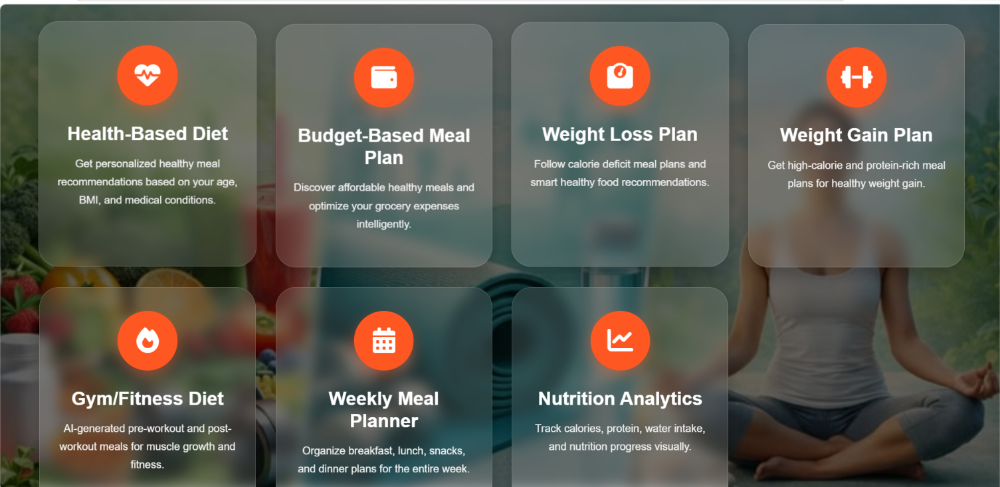 Health-Based Diet
Get personalized healthy meal
recommendations based on your age,
BMI, and medical conditions.
Budget-Based Meal
Plan
Discover affordable healthy meals and
optimize your grocery expenses
intelligently.
Weight Loss Plan
Follow calorie deficit meal plans and
smart healthy food recommendations.
Weight Gain Plan
Get high-calorie and protein-rich meal
plans for healthy weight gain.
Gym/Fitness Diet
AI-generated pre-workout and post-
workout meals for muscle growth and
fitness.
Weekly Meal
Planner
Organize breakfast, lunch, snacks,
and dinner plans for the entire week.
Nutrition Analytics
Track calories, protein, water intake,
and nutrition progress visually.